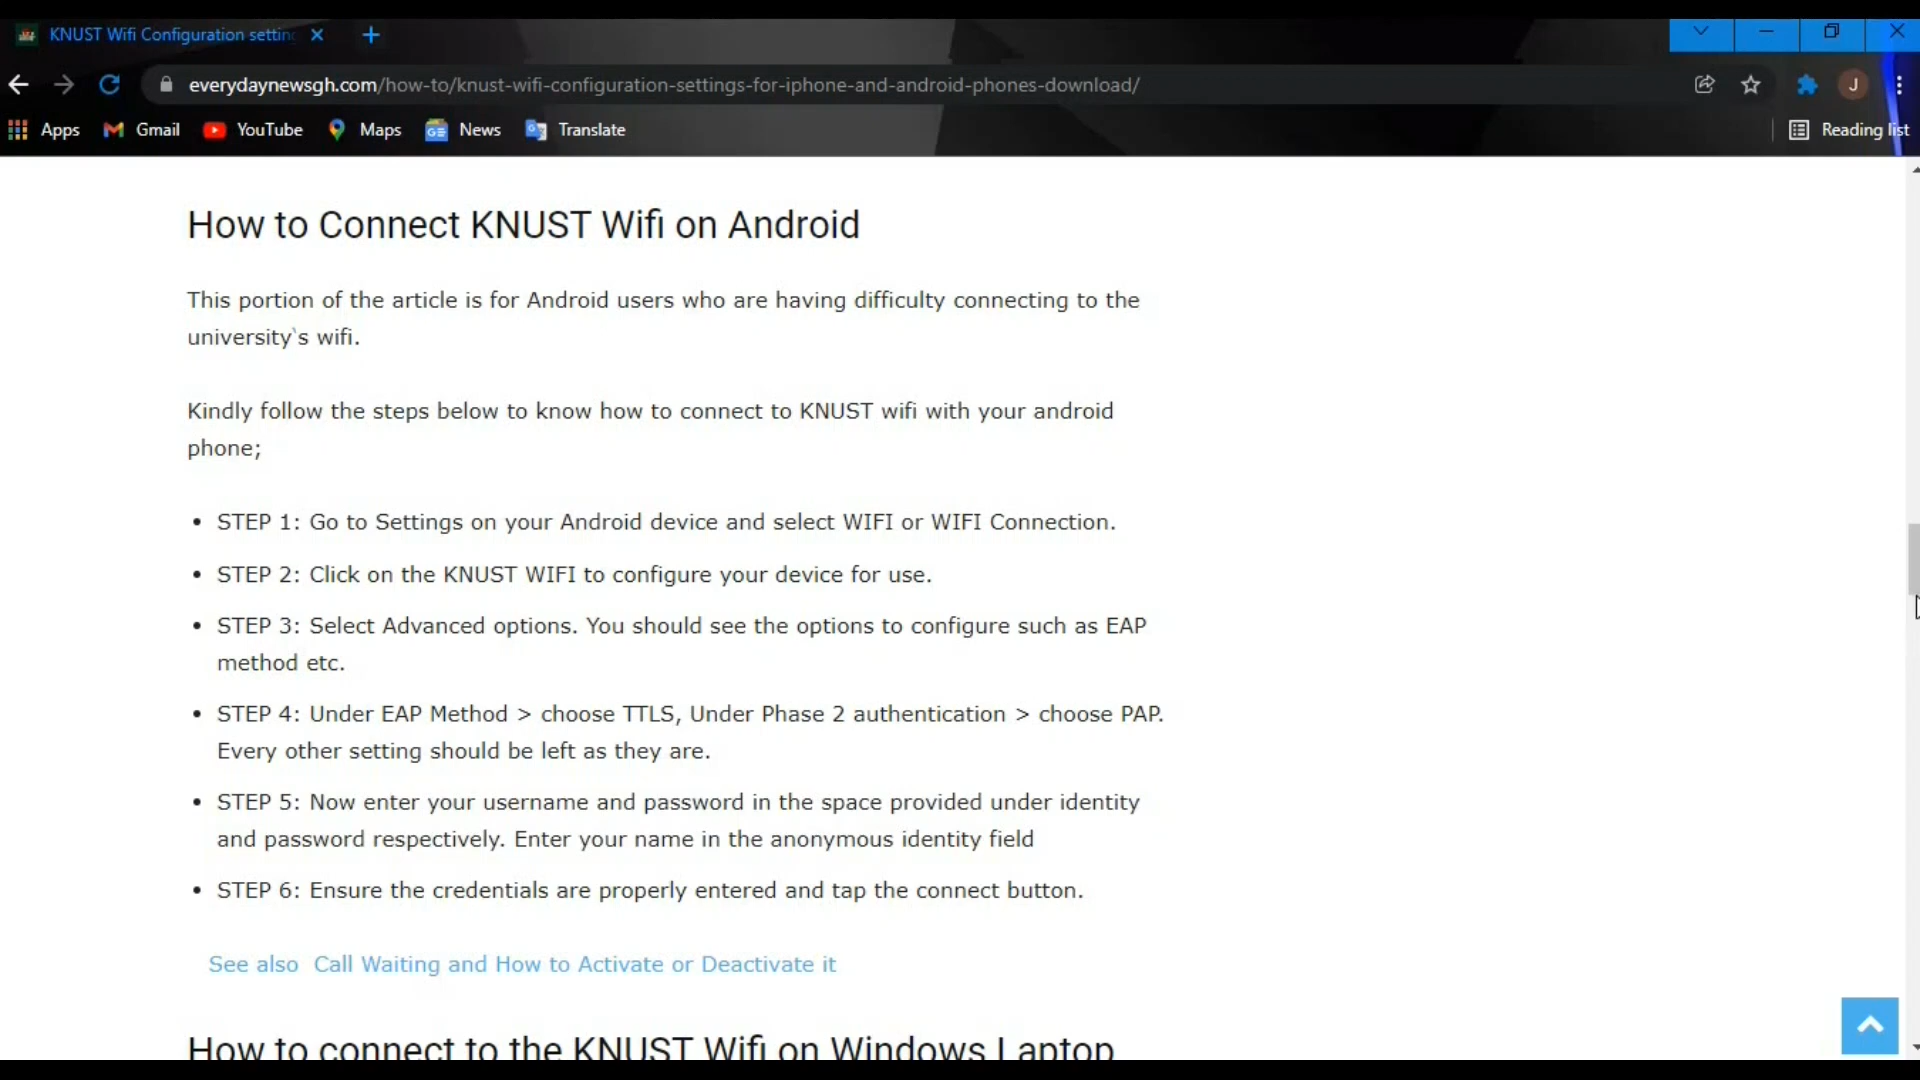 KNUST Wifi Configuration settin
everydaynewsgh.com/how-to/knust-wifi-configuration-settings-for-iphone-and-android-phones-download/
J
Apps Gmail YouTube Maps News Translate Reading list
How to Connect KNUST Wifi on Android
This portion of the article is for Android users who are having difficulty connecting to the
university`s wifi.
Kindly follow the steps below to know how to connect to KNUST wifi with your android
phone;
• STEP 1: Go to Settings on your Android device and select WIFI or WIFI Connection.
• STEP 2: Click on the KNUST WIFI to configure your device for use.
• STEP 3: Select Advanced options. You should see the options to configure such as EAP
method etc.
• STEP 4: Under EAP Method > choose TTLS, Under Phase 2 authentication > choose PAP.
Every other setting should be left as they are.
• STEP 5: Now enter your username and password in the space provided under identity
and password respectively. Enter your name in the anonymous identity field
• STEP 6: Ensure the credentials are properly entered and tap the connect button.
See also Call Waiting and How to Activate or Deactivate it
How to connect to the KNUST Wifi on Windows Laptop